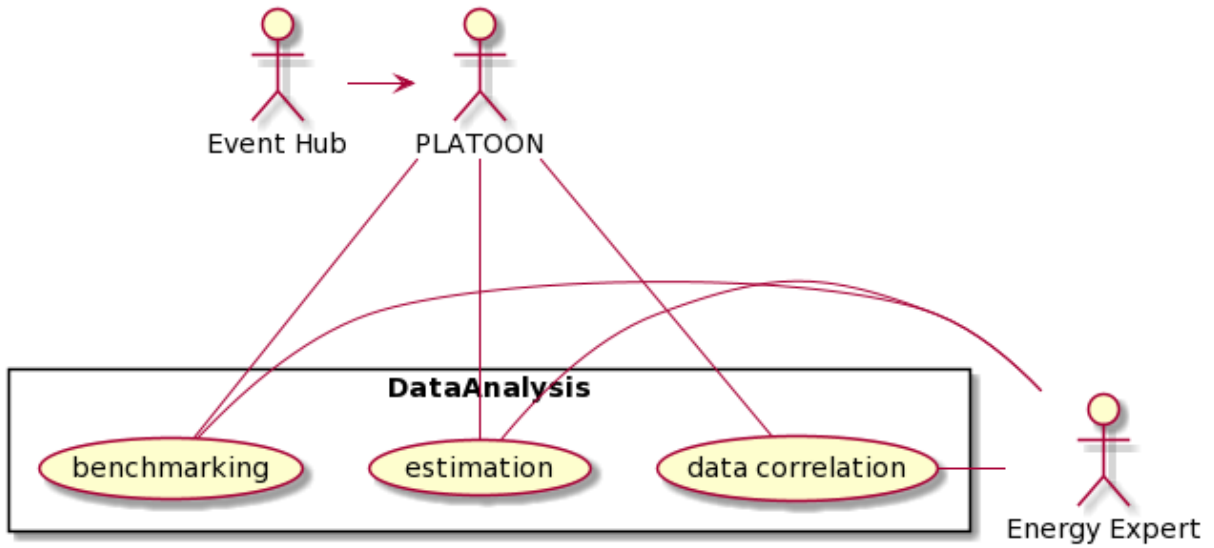 Event Hub
PLATOON
DataAnalysis
benchmarking
estimation
data correlation
Energy Expert